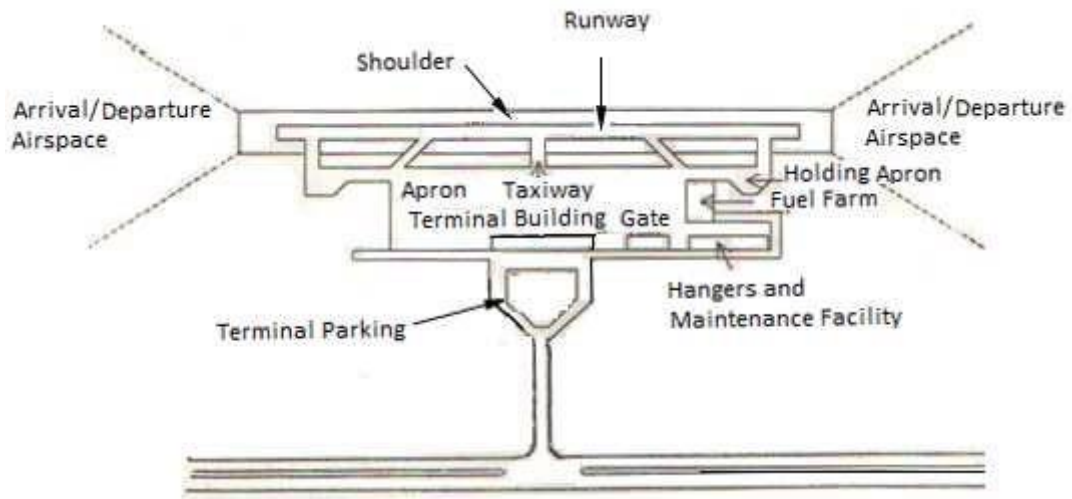 Runway
Shoulder
Arrival/Departure
Airspace
Arrival/Departure
Airspace
Holding Apron
Apron
Taxiway
Fuel Farm
Terminal Building
Gate
Hangers and
Maintenance Facility
Terminal Parking